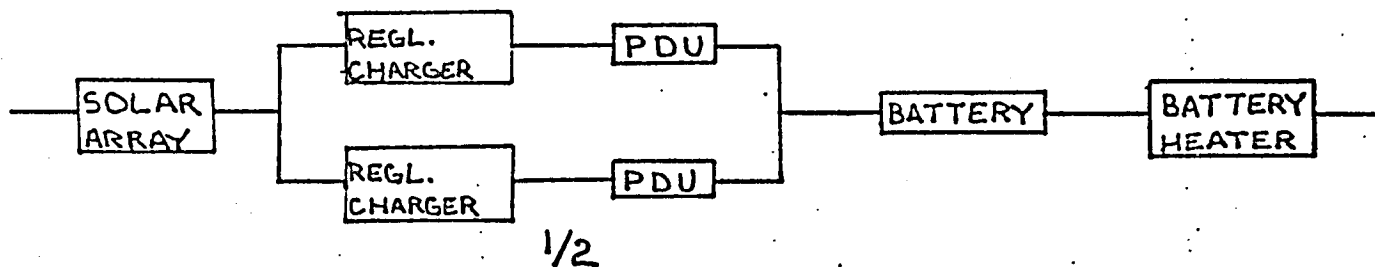 SOLAR
ARRAY
REGL.
CHARGER
PDU
REGL.
CHARGER
PDU
1/2
BATTERY
BATTERY
HEATER